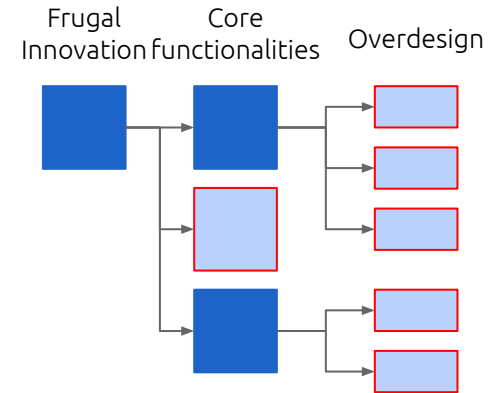 Frugal
Innovation
Core
functionalities
Overdesign